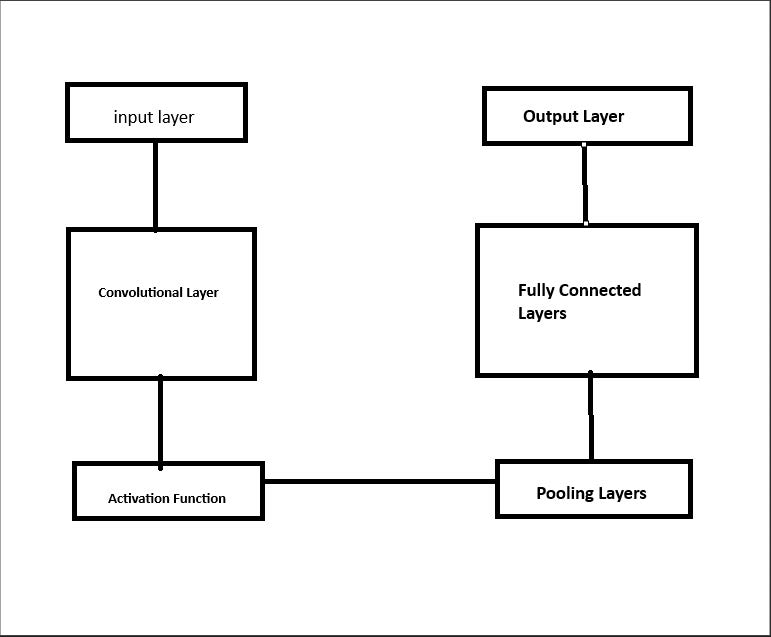 input layer
Output Layer
Convolutional Layer
Fully Connected
Layers
Activation Function
Pooling Layers